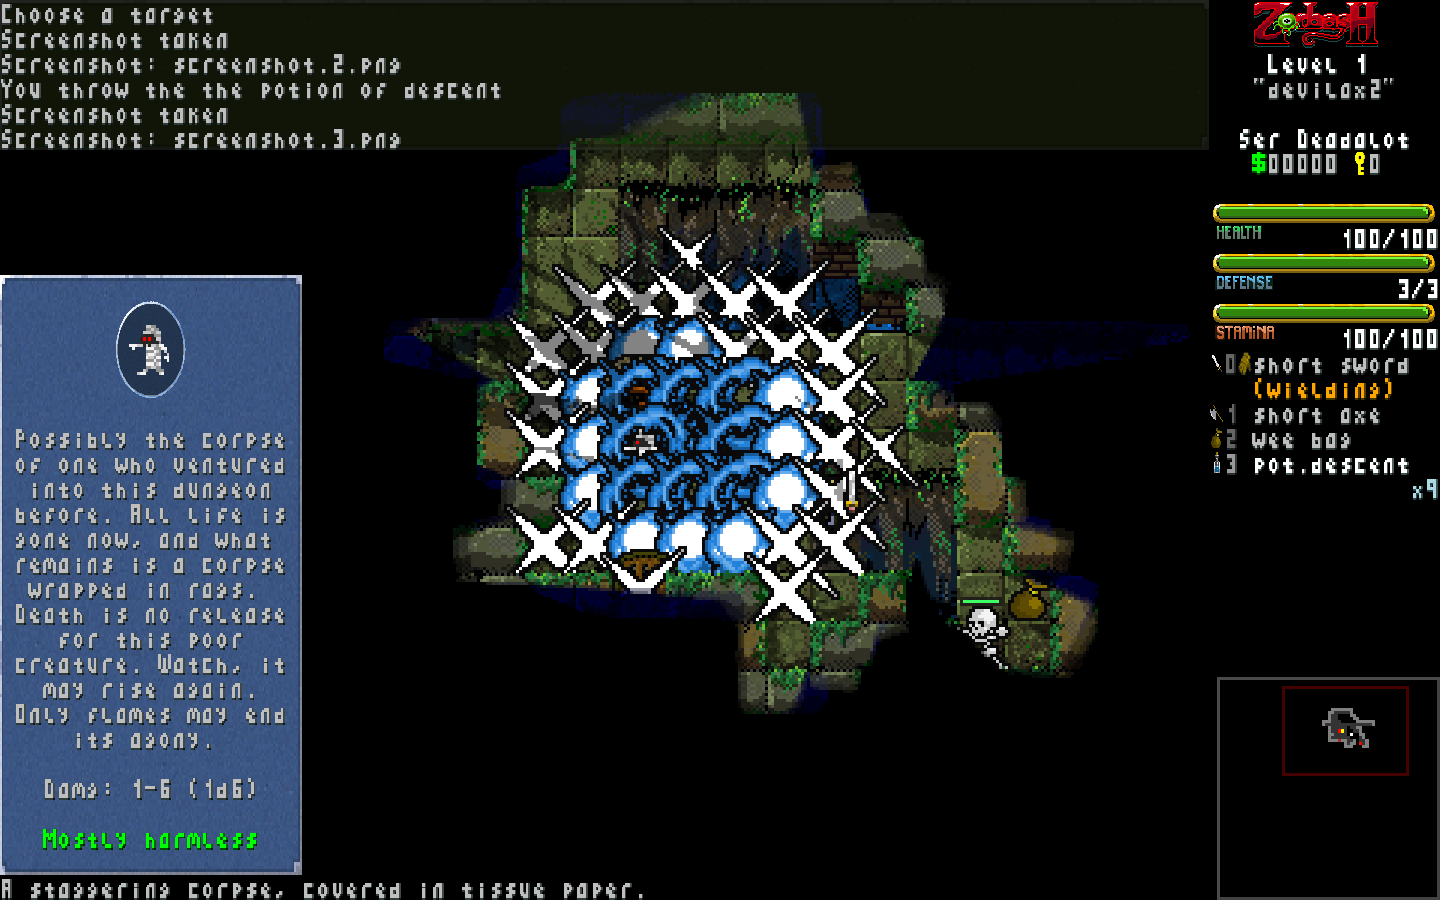 Choose a target
Screenshot taken
Screenshot: screenshot.2.png
You throw the the potion of descent
Screenshot taken
Screenshot: screenshot.3.png
ZorbasH
Level 1
"devilax2"
Ser Deadalot
$00000 0
HEALTH
100/100
DEFENSE
3/3
STAMINA
100/100
0 short sword
(wielding)
1 short axe
2 wee bag
3 pot.descent
x9
Possibly the corpse
of one who ventured
into this dungeon
before. All life is
gone now, and what
remains is a corpse
wrapped in rags.
Death is no release
for this poor
creature. Watch, it
may rise again.
Only flames may end
its agony.
Damg: 1-6 (1d6)
Mostly harmless
A staggering corpse, covered in tissue paper.